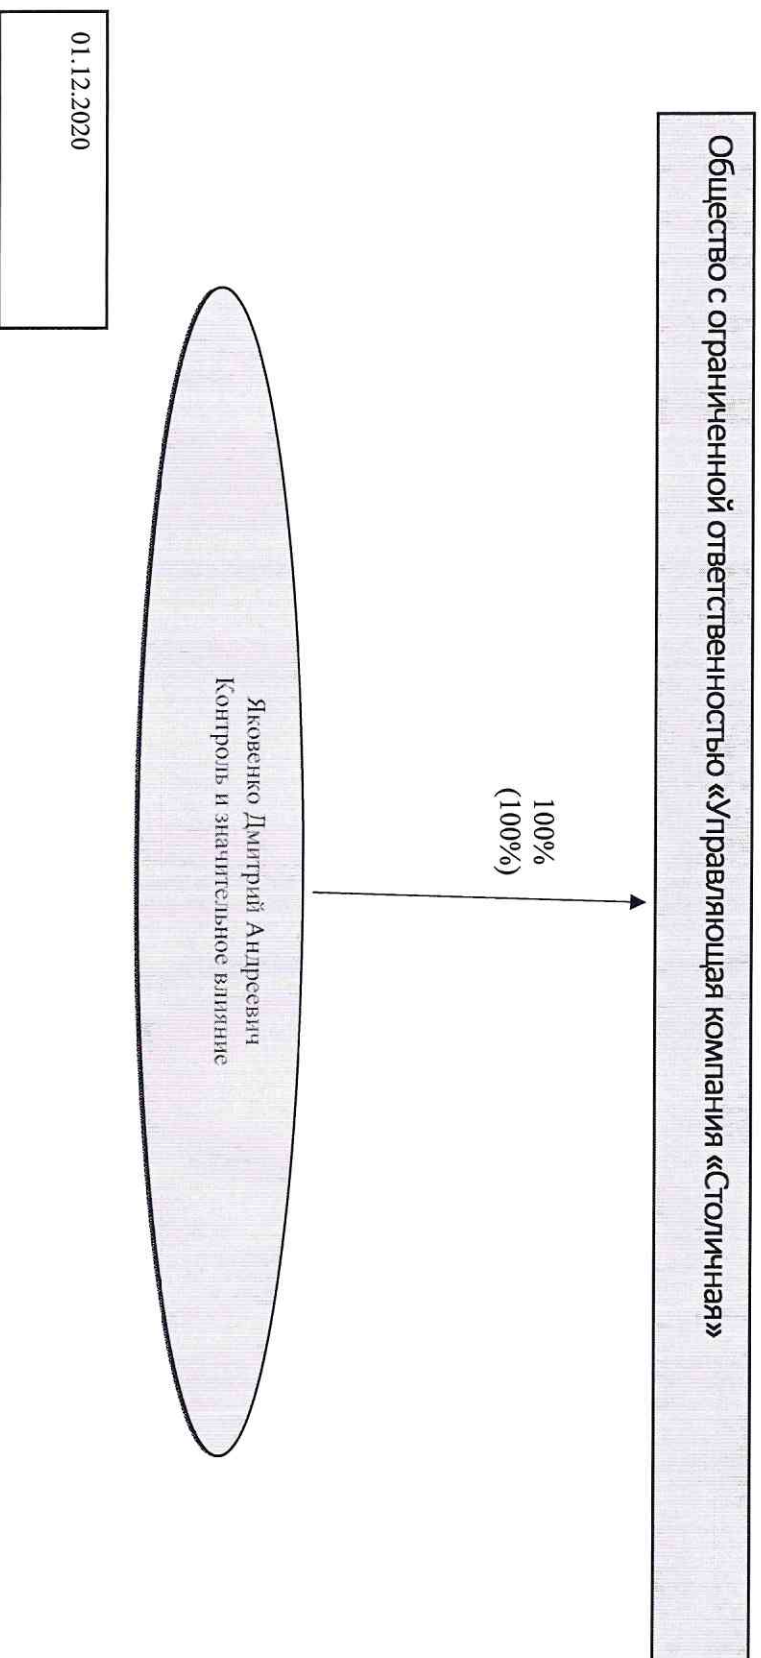 Общество с ограниченной ответственностью «Управляющая компания «Столичная»
100%
(100%)
Яковенко Дмитрий Андреевич
Контроль и значительное влияние
01.12.2020